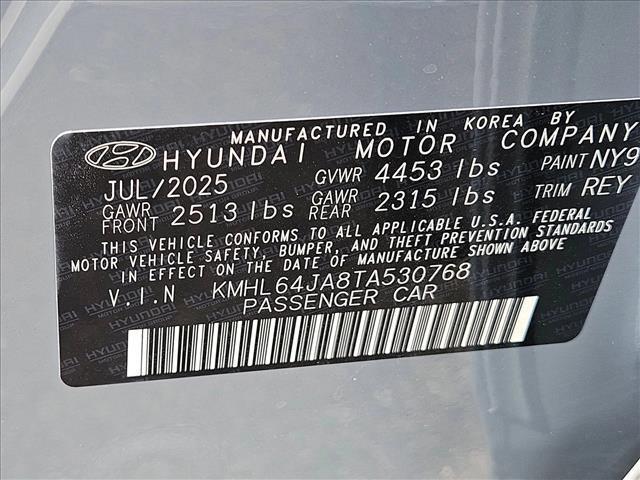 MANUFACTURED IN KOREA BY
HYUNDAI MOTOR COMPANY
JUL/2025 GVWR 4453 lbs PAINT NY9
GAWR FRONT 2513 lbs GAWR REAR 2315 lbs TRIM REY
THIS VEHICLE CONFORMS TO ALL APPLICABLE U.S.A. FEDERAL
MOTOR VEHICLE SAFETY, BUMPER, AND THEFT PREVENTION STANDARDS
IN EFFECT ON THE DATE OF MANUFACTURE SHOWN ABOVE
V.I.N KMHL64JA8TA530768
PASSENGER CAR